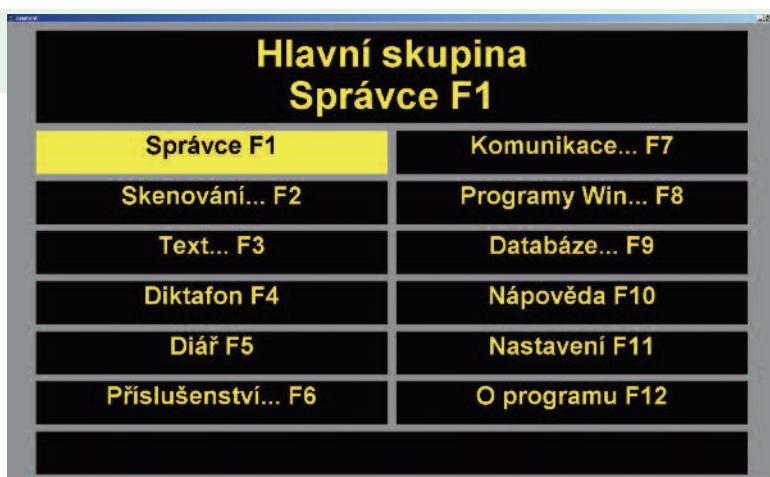 Hlavní skupina
Správce F1
Správce F1
Skenování... F2
Text... F3
Diktafon F4
Diář F5
Příslušenství... F6
Komunikace... F7
Programy Win... F8
Databáze... F9
Nápověda F10
Nastavení F11
O programu F12